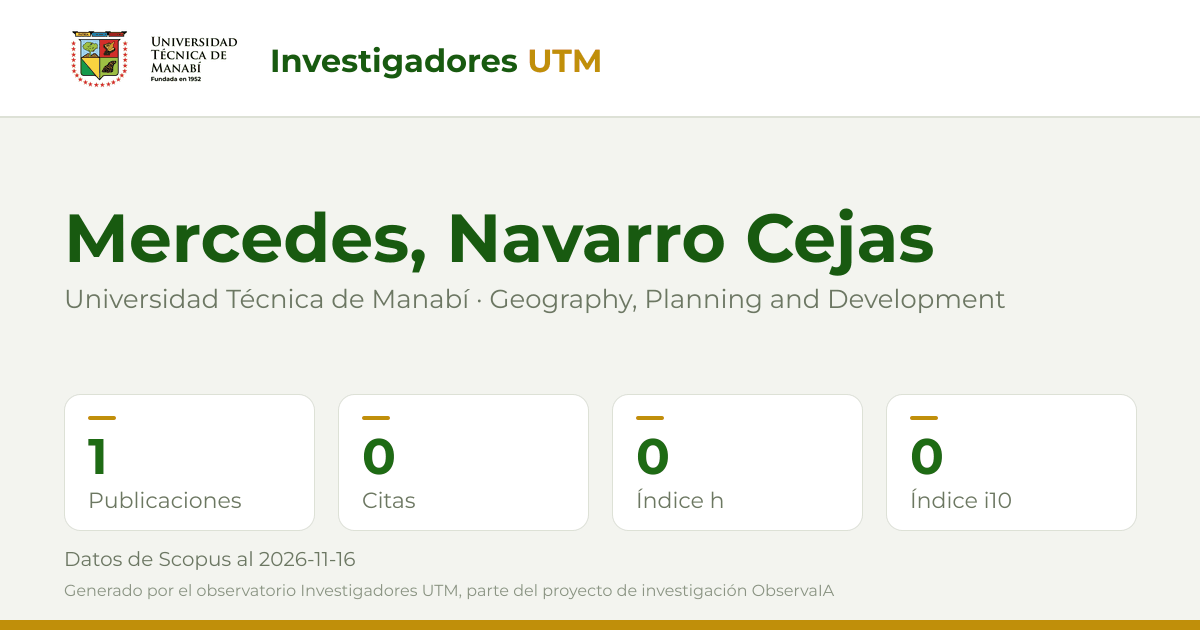 UNIVERSIDAD
TÉCNICA DE
MANABÍ
Fundada en 1952
Investigadores UTM
Mercedes, Navarro Cejas
Universidad Técnica de Manabí · Geography, Planning and Development
1
Publicaciones
0
Citas
0
Índice h
0
Índice i10
Datos de Scopus al 2026-11-16
Generado por el observatorio Investigadores UTM, parte del proyecto de investigación ObservaIA